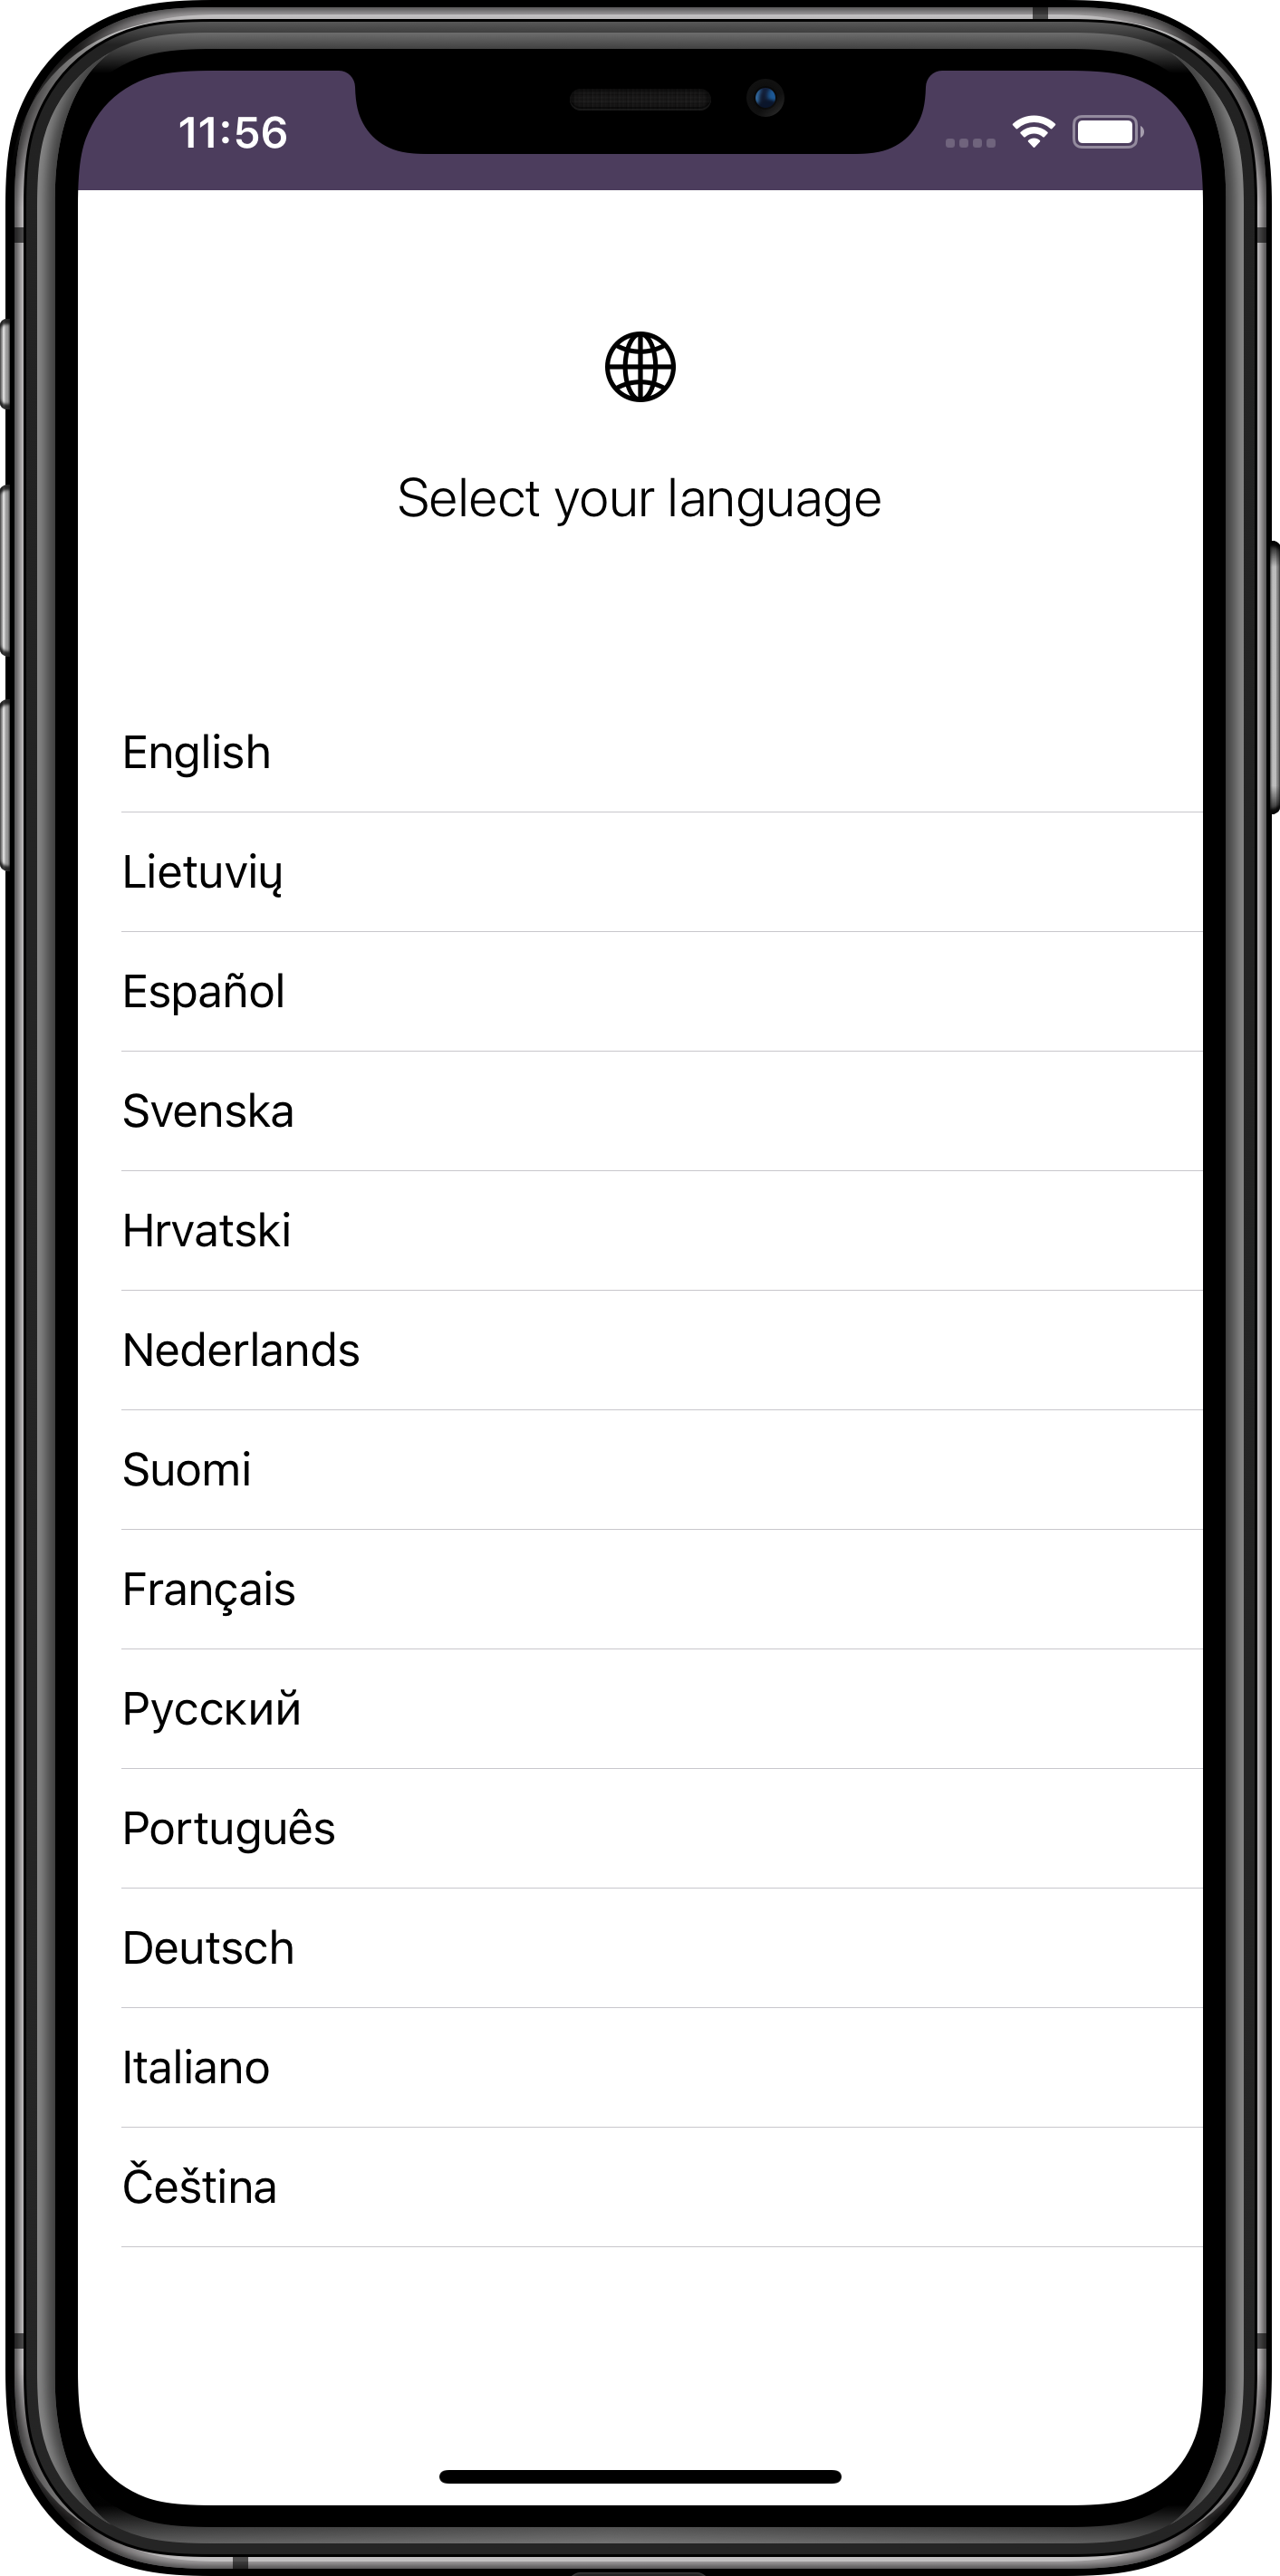 11:56
Select your language
English
Lietuvių
Español
Svenska
Hrvatski
Nederlands
Suomi
Français
Русский
Português
Deutsch
Italiano
Čeština